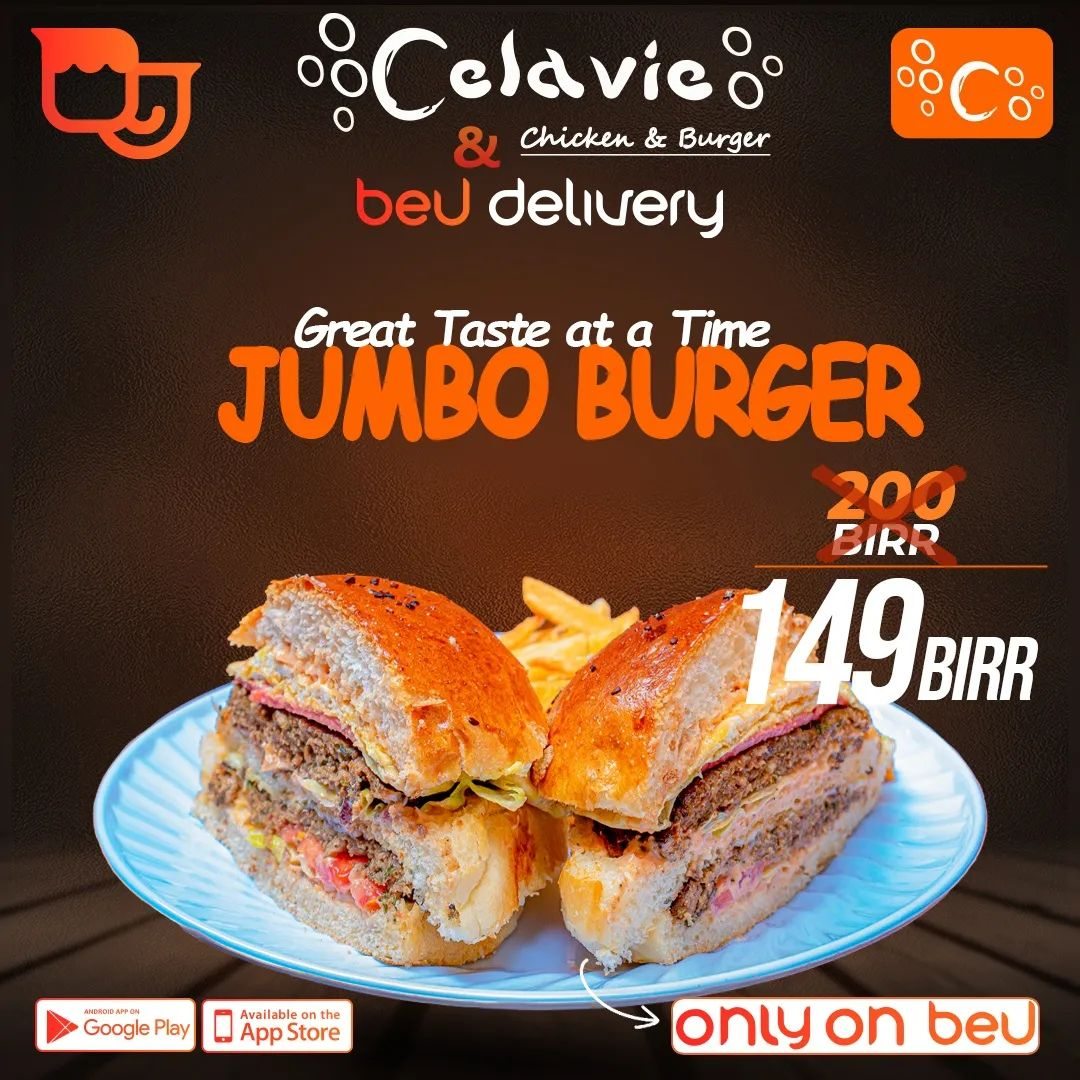 Celavie
& Chicken & Burger
beU delivery
C
Great Taste at a Time
JUMBO BURGER
200
BIRR
149 BIRR
ANDROID APP ON
Google Play
Available on the
App Store
only on beU